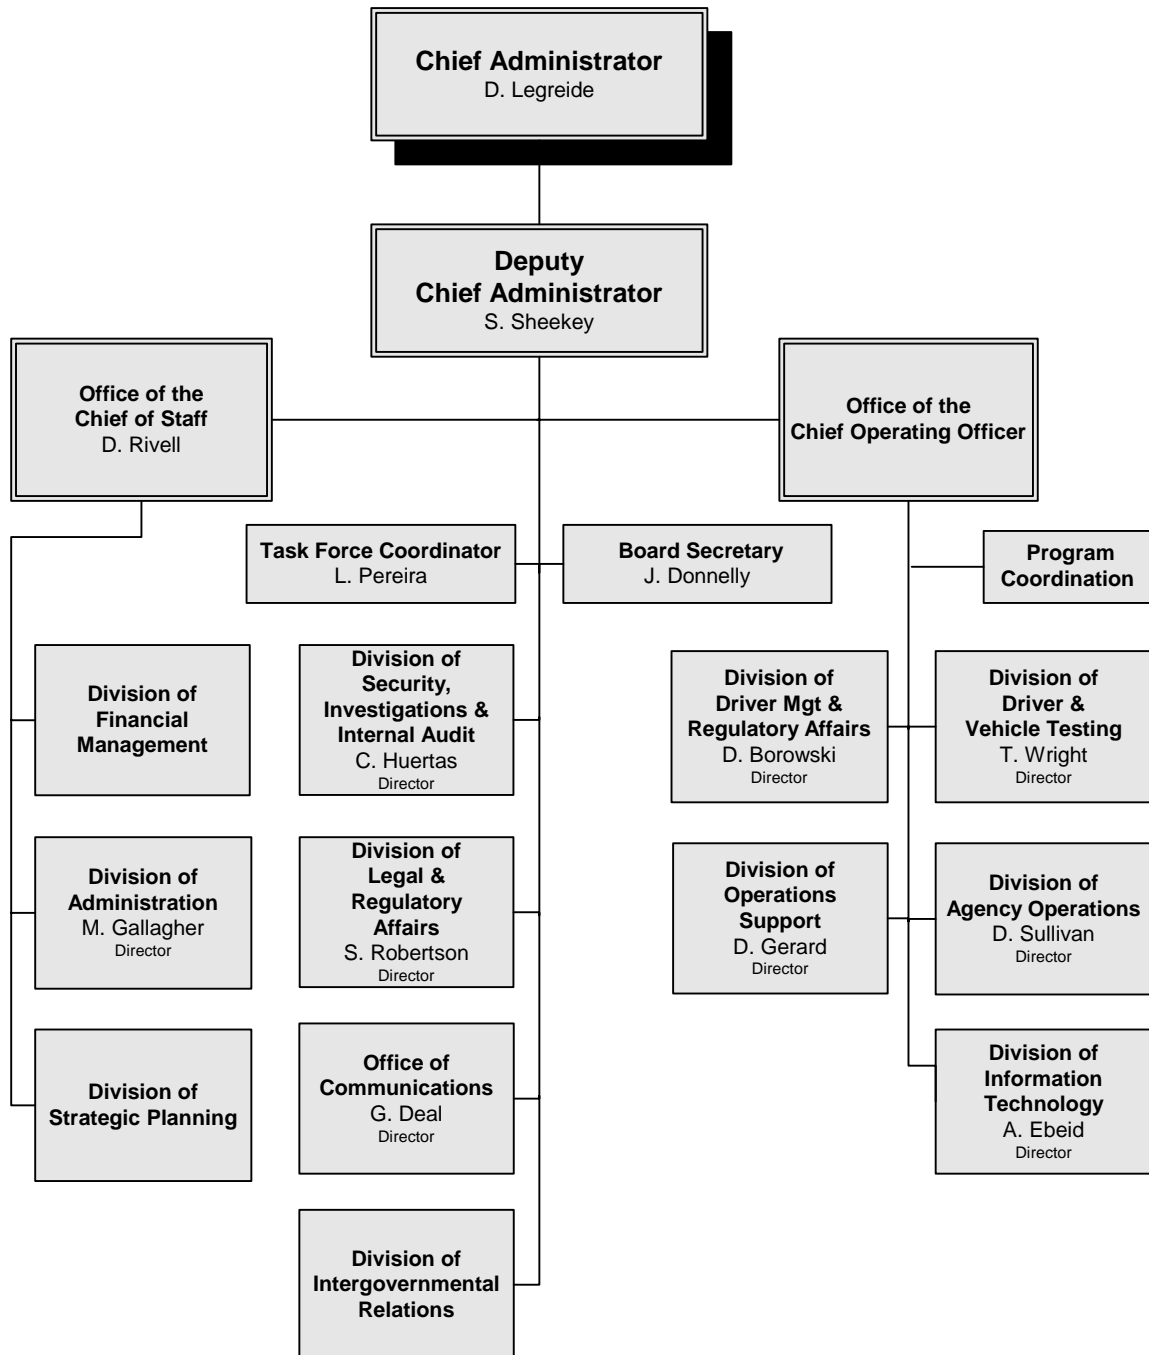 Chief Administrator
D. Legreide
Deputy
Chief Administrator
S. Sheekey
Office of the
Chief of Staff
D. Rivell
Office of the
Chief Operating Officer
Task Force Coordinator
L. Pereira
Board Secretary
J. Donnelly
Program
Coordination
Division of
Financial
Management
Division of
Security,
Investigations &
Internal Audit
C. Huertas
Director
Division of
Driver Mgt &
Regulatory Affairs
D. Borowski
Director
Division of
Driver &
Vehicle Testing
T. Wright
Director
Division of
Administration
M. Gallagher
Director
Division of
Legal &
Regulatory
Affairs
S. Robertson
Director
Division of
Operations
Support
D. Gerard
Director
Division of
Agency Operations
D. Sullivan
Director
Division of
Strategic Planning
Office of
Communications
G. Deal
Director
Division of
Information
Technology
A. Ebeid
Director
Division of
Intergovernmental
Relations